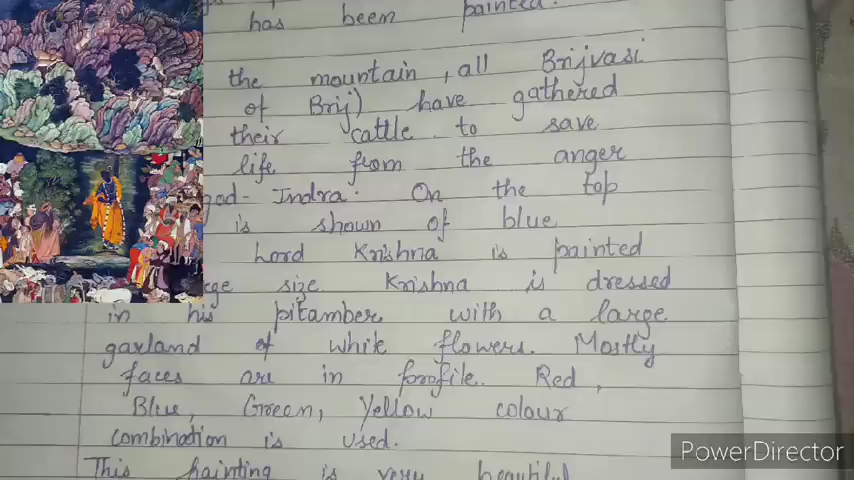 has been painted.
the mountain, all Brijvasi
of Brij) have gathered
their cattle to save
life from the anger
god- Indra. On the top
is shown of blue
Lord Krishna is painted
size. Krishna is dressed
in his pitamber with a large
garland of white flowers. Mostly
faces are in profile. Red,
Blue, Green, Yellow colour
combination is used.
This painting is very beautiful
PowerDirector